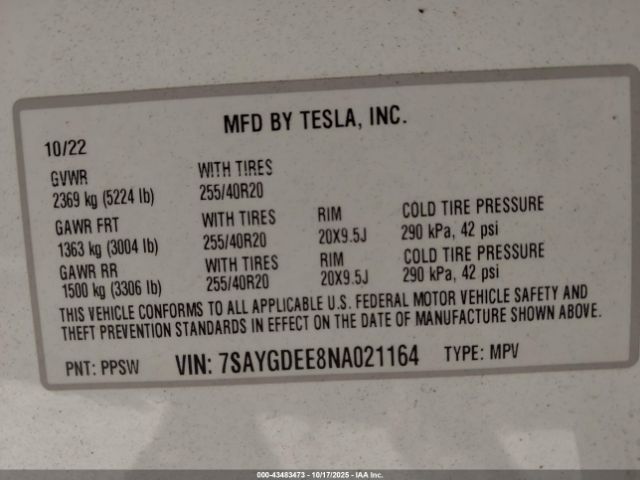 MFD BY TESLA, INC.
10/22
GVWR WITH TIRES
2369 kg (5224 lb) 255/40R20
GAWR FRT WITH TIRES RIM COLD TIRE PRESSURE
1363 kg (3004 lb) 255/40R20 20X9.5J 290 kPa, 42 psi
GAWR RR WITH TIRES RIM COLD TIRE PRESSURE
1500 kg (3306 lb) 255/40R20 20X9.5J 290 kPa, 42 psi
THIS VEHICLE CONFORMS TO ALL APPLICABLE U.S. FEDERAL MOTOR VEHICLE SAFETY AND
THEFT PREVENTION STANDARDS IN EFFECT ON THE DATE OF MANUFACTURE SHOWN ABOVE.
PNT: PPSW VIN: 7SAYGDEE8NA021164 TYPE: MPV
000-43483473 - 10/17/2025 - IAA Inc.